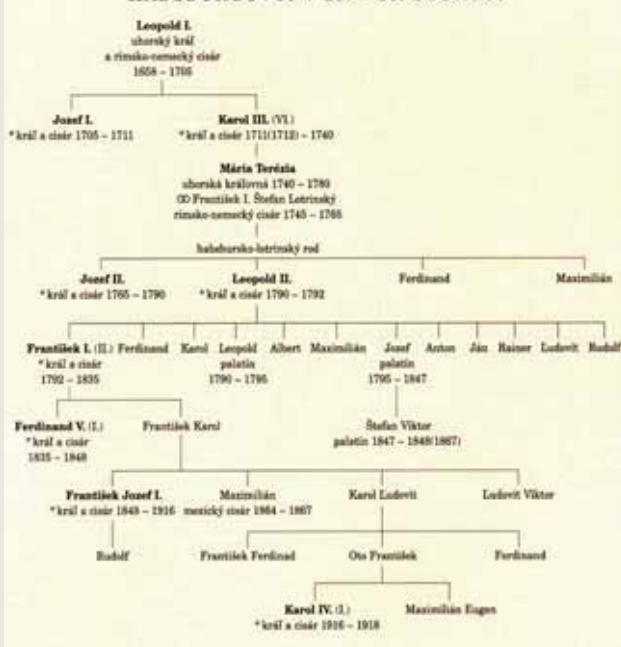 Leopold I.
uhorský kráľ
a rímsko-nemecký cisár
1658 – 1705
Jozef I.
*kráľ a cisár 1705 – 1711
Karol III. (VI.)
*kráľ a cisár 1711(1712) – 1740
Mária Terézia
uhorská kráľovná 1740 – 1780
∞ František I. Štefan Lotrinský
rímsko-nemecký cisár 1745 – 1765
habsbursko-lotrinský rod
Jozef II. Leopold II. Ferdinand Maximilián
*kráľ a cisár 1765 – 1790 *kráľ a cisár 1790 – 1792
František I. (II.) Ferdinand Karol Leopold Albert Maximilián Jozef Anton Ján Rainer Ľudovít Rudolf
*kráľ a cisár palatín palatín
1792 – 1835 1790 – 1795 1795 – 1847
Ferdinand V. (I.) František Karol Štefan Viktor
*kráľ a cisár palatín 1847 – 1848(1867)
1835 – 1848
František Jozef I. Maximilián Karol Ľudovít Ľudovít Viktor
*kráľ a cisár 1848 – 1916 mexický cisár 1864 – 1867
Rudolf František Ferdinad Oto František Ferdinand
Karol IV. (I.) Maximilián Eugen
*kráľ a cisár 1916 – 1918